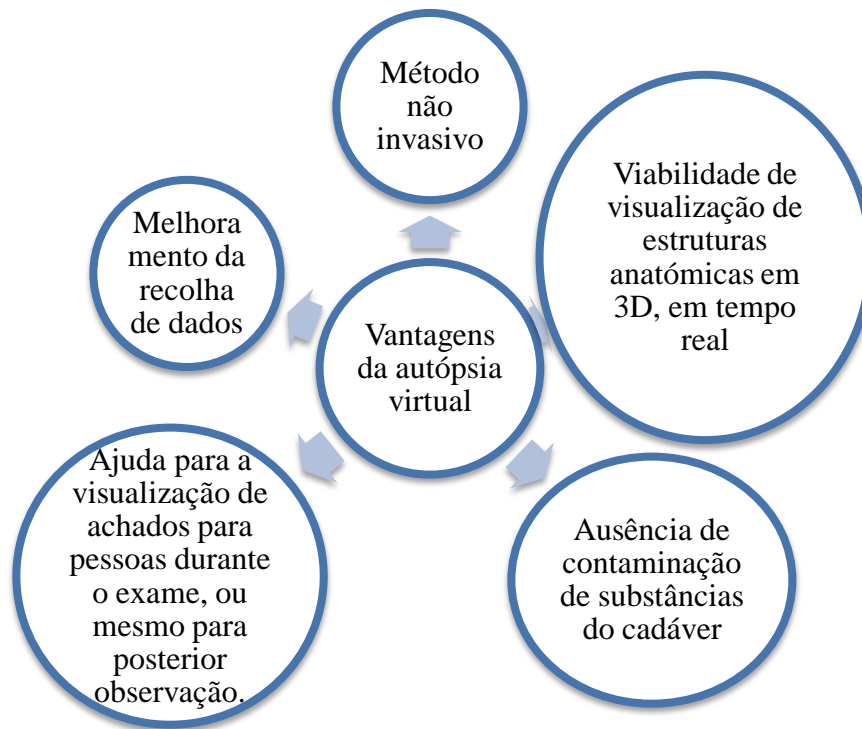 Método
não
invasivo
Viabilidade de
visualização de
estruturas
anatómicas em
3D, em tempo
real
Melhora
mento da
recolha
de dados
Vantagens
da autópsia
virtual
Ajuda para a
visualização de
achados para
pessoas durante
o exame, ou
mesmo para
posterior
observação.
Ausência de
contaminação
de substâncias
do cadáver